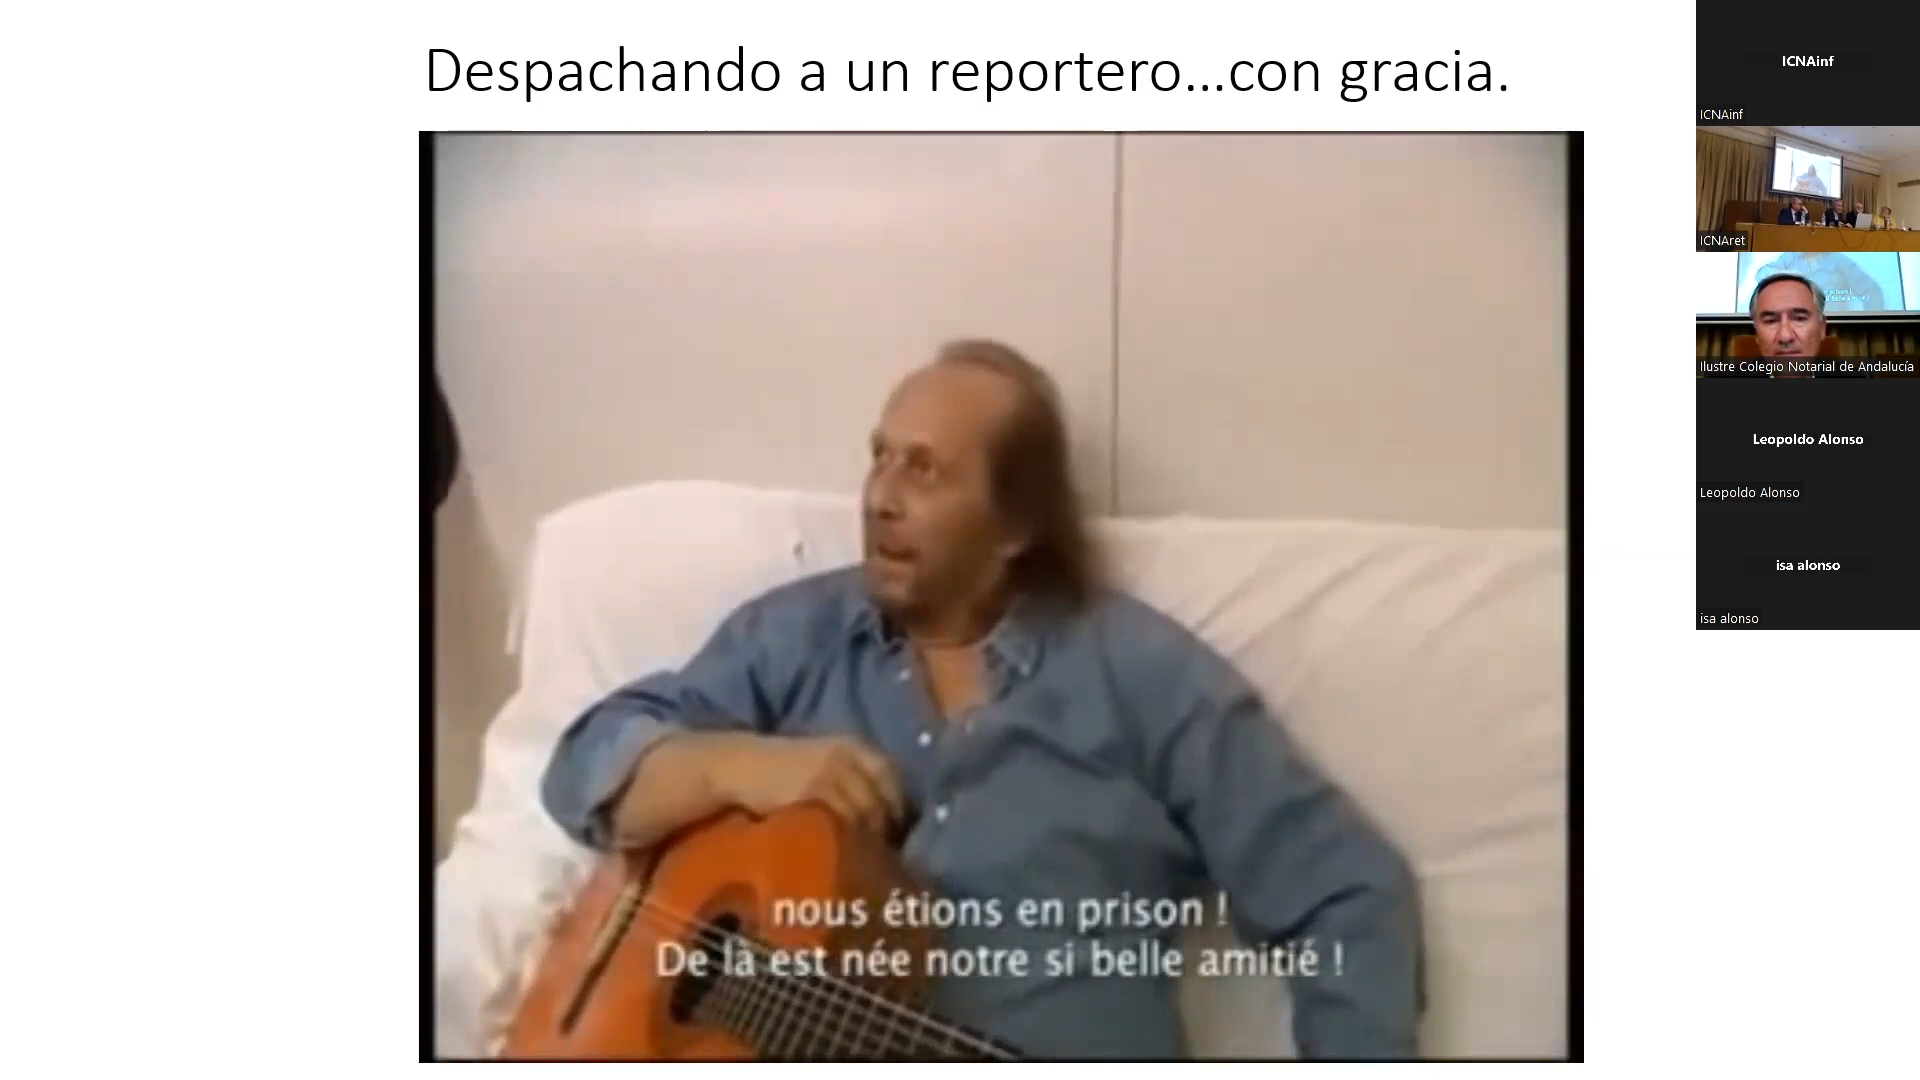 Despachando a un reportero...con gracia.
nous étions en prison !
De là est née notre si belle amitié !
ICNAinf
ICNAinf
ICNAret
Ilustre Colegio Notarial de Andalucía
Leopoldo Alonso
Leopoldo Alonso
isa alonso
isa alonso